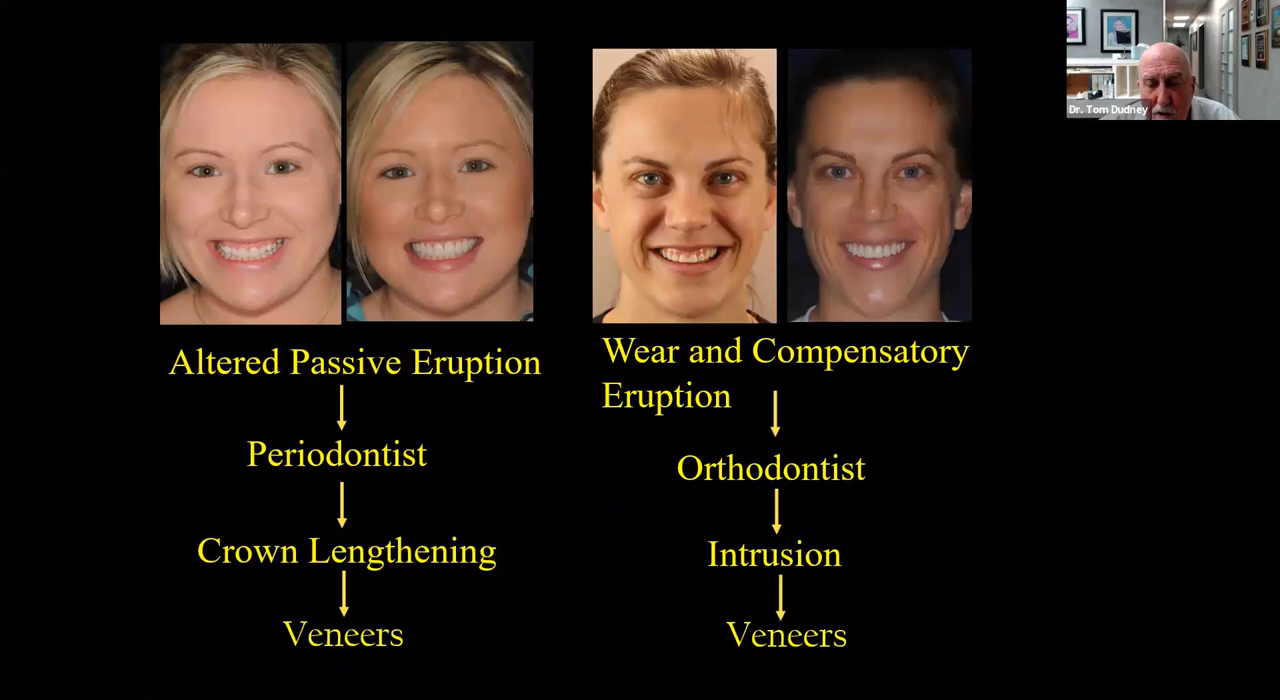 Dr. Tom Dudney
Altered Passive Eruption
Periodontist
Crown Lengthening
Veneers
Wear and Compensatory
Eruption
Orthodontist
Intrusion
Veneers